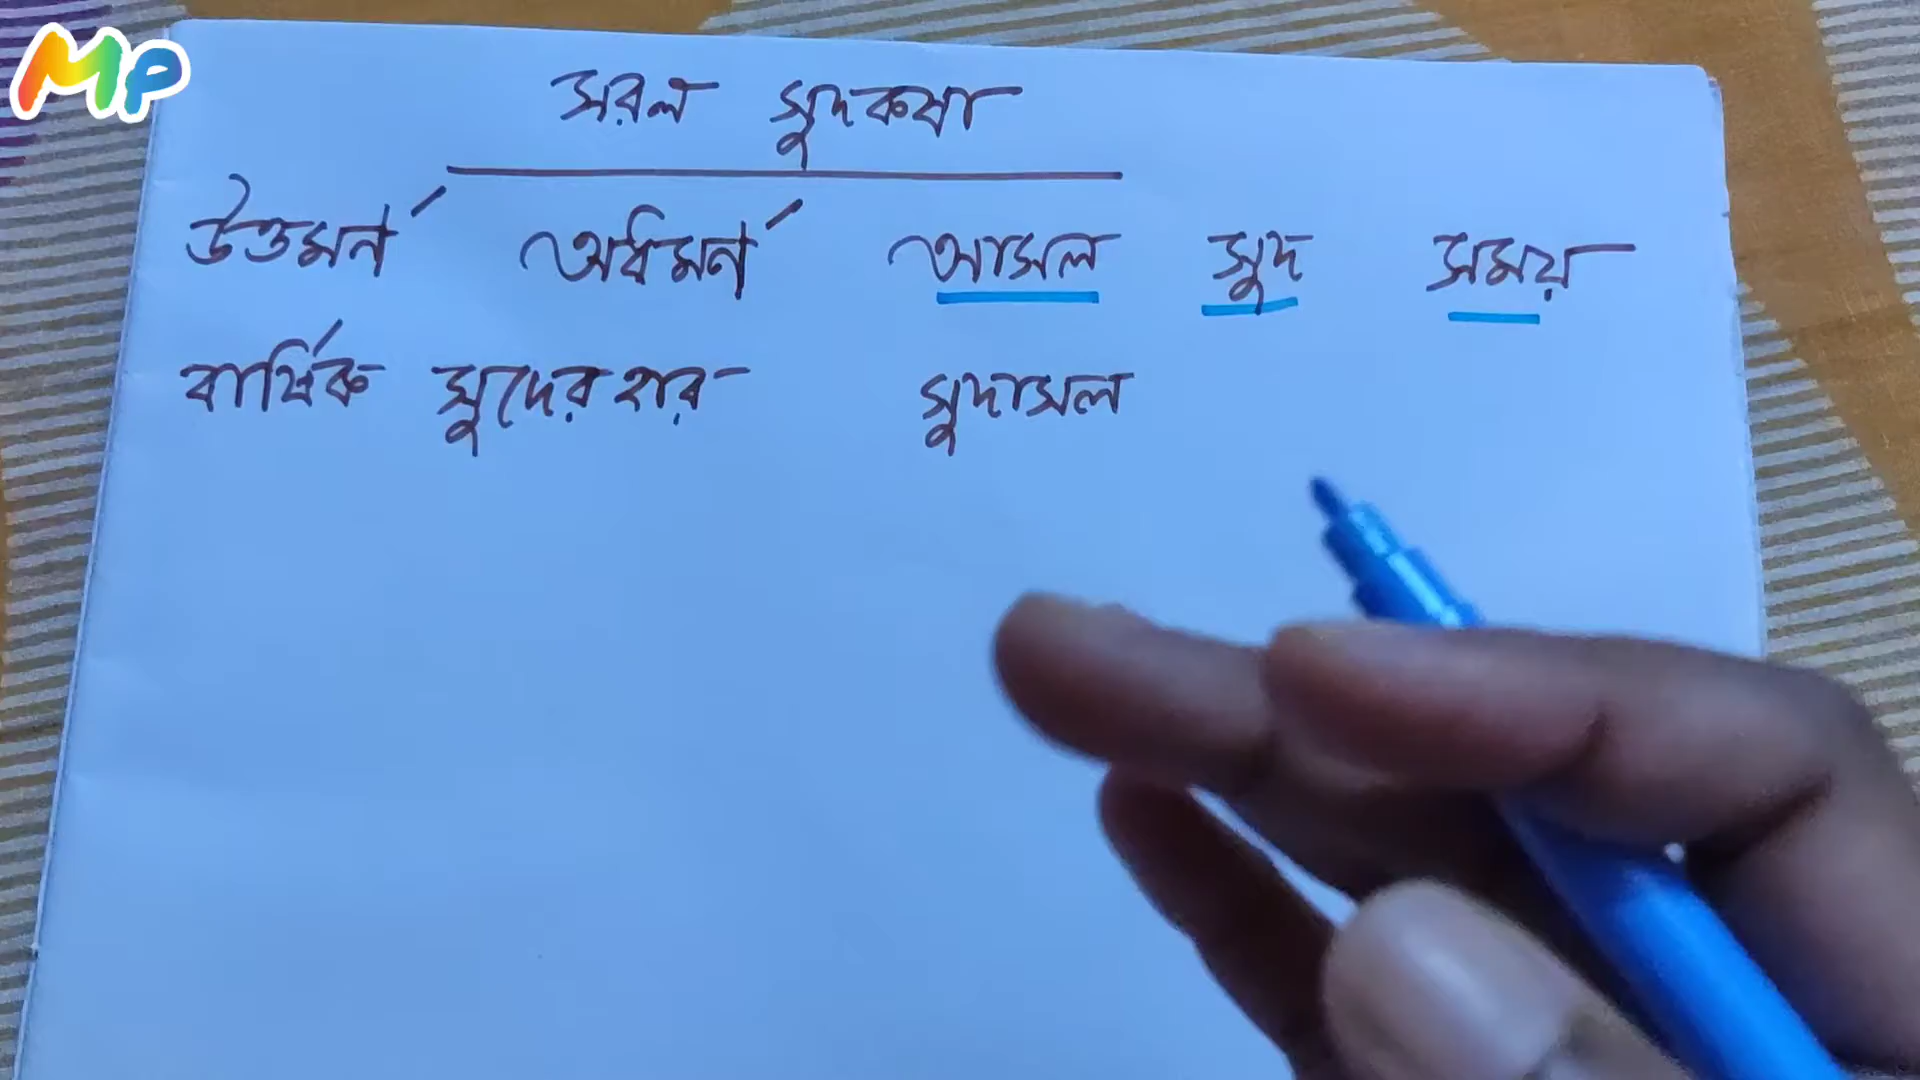 MP
সরল সুদকষা
উত্তমর্ন অধমর্ন আসল সুদ সময়
বার্ষিক সুদের হার সুদাসল